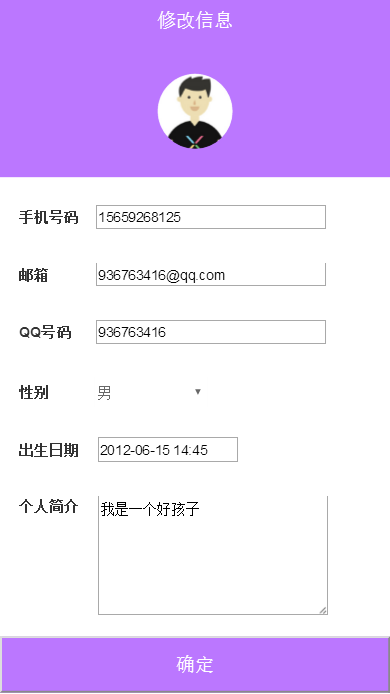 修改信息
手机号码 15659268125
邮箱 936763416@qq.com
QQ号码 936763416
性别 男
出生日期 2012-06-15 14:45
个人简介 我是一个好孩子
确定